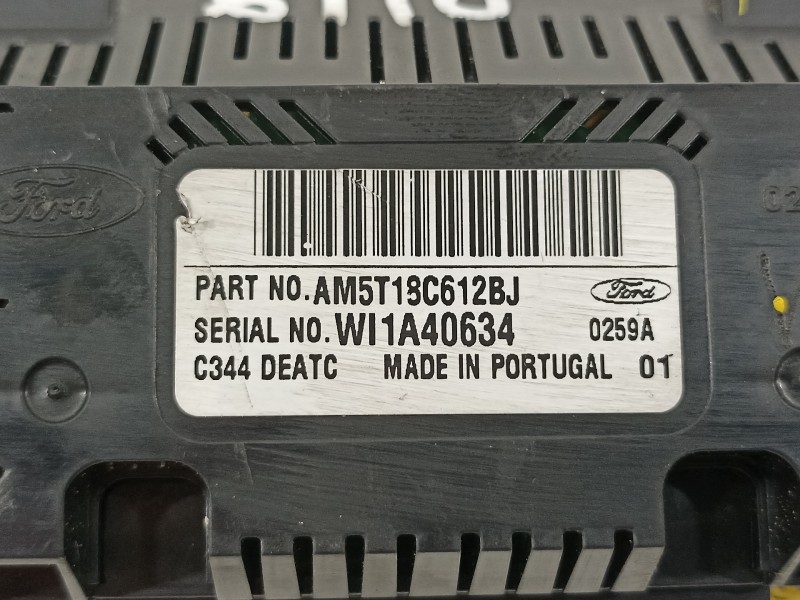 Ford
PART NO. AM5T18C612BJ
Ford
SERIAL NO. WI1A40634
0259A
C344 DEATC MADE IN PORTUGAL 01